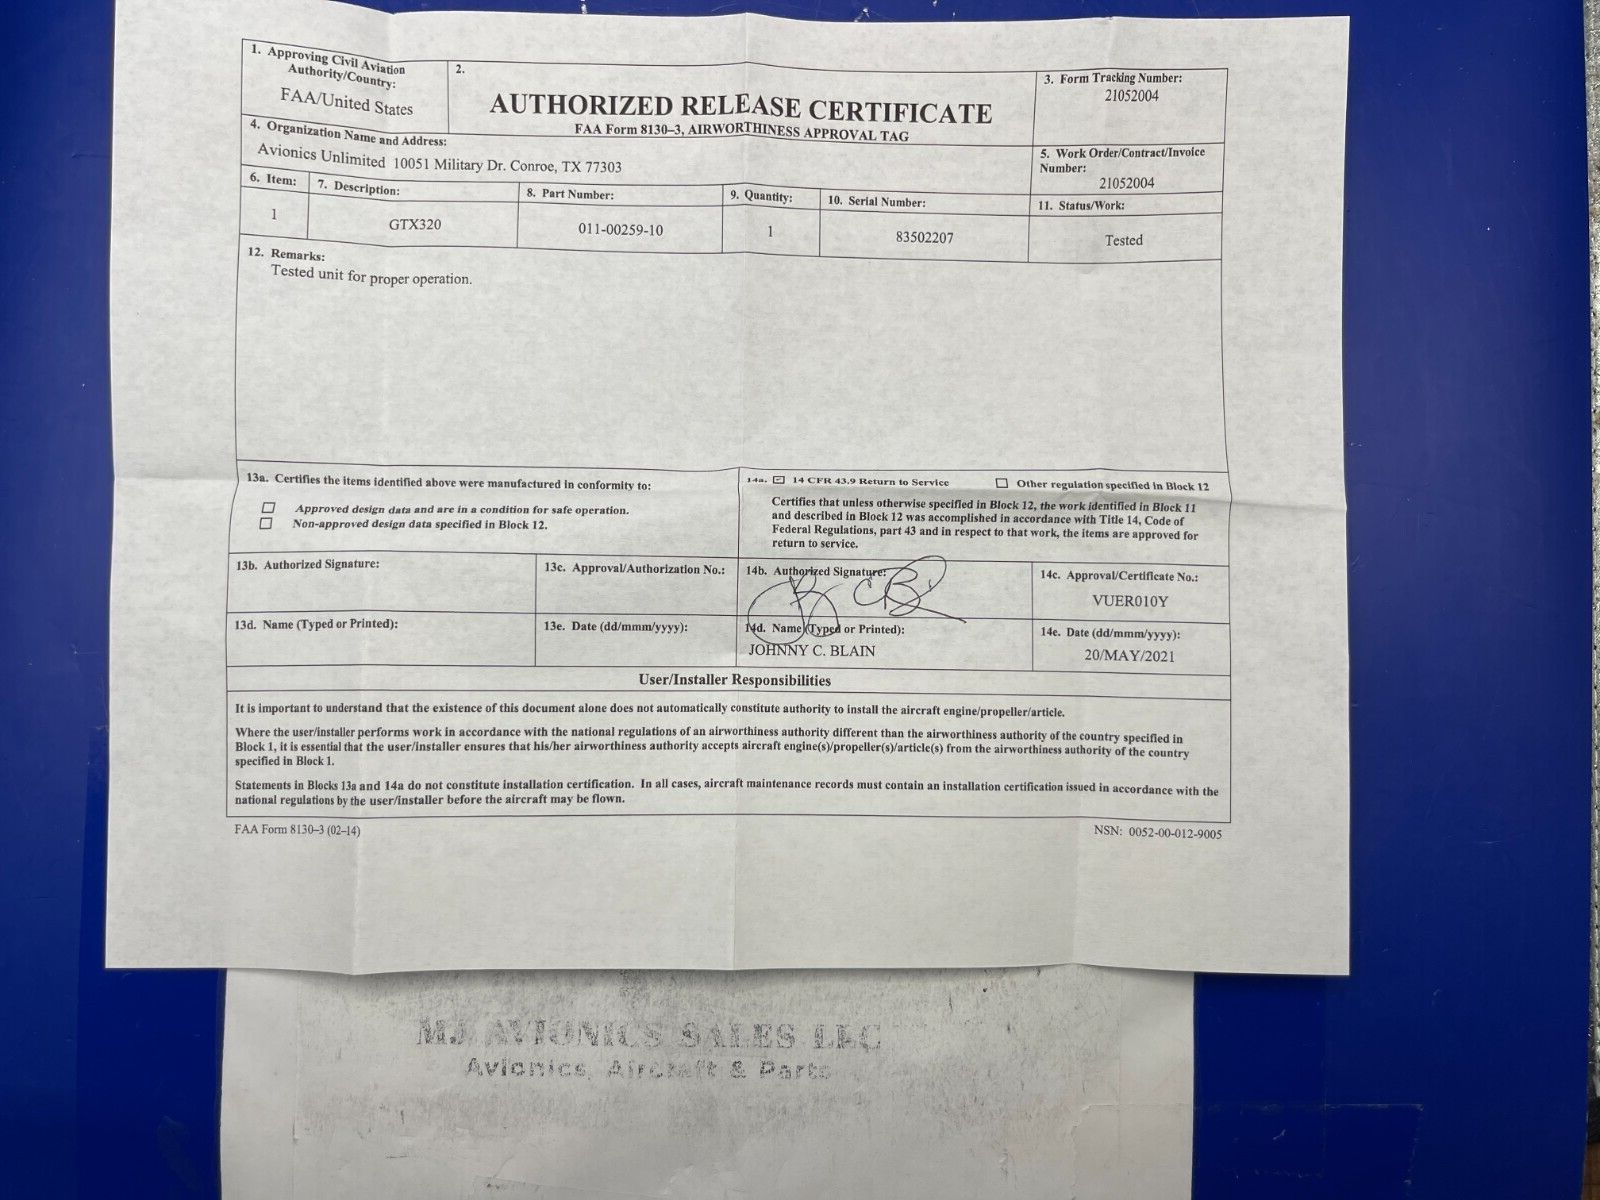 1. Approving Civil Aviation
Authority/Country:
FAA/United States
2.
AUTHORIZED RELEASE CERTIFICATE
FAA Form 8130–3, AIRWORTHINESS APPROVAL TAG
3. Form Tracking Number:
21052004
4. Organization Name and Address:
Avionics Unlimited 10051 Military Dr. Conroe, TX 77303
5. Work Order/Contract/Invoice
Number:
21052004
6. Item:
7. Description:
8. Part Number:
9. Quantity:
10. Serial Number:
11. Status/Work:
1
GTX320
011-00259-10
1
83502207
Tested
12. Remarks:
Tested unit for proper operation.
13a. Certifies the items identified above were manufactured in conformity to:
Approved design data and are in a condition for safe operation.
Non-approved design data specified in Block 12.
14a. 14 CFR 43.9 Return to Service Other regulation specified in Block 12
Certifies that unless otherwise specified in Block 12, the work identified in Block 11
and described in Block 12 was accomplished in accordance with Title 14, Code of
Federal Regulations, part 43 and in respect to that work, the items are approved for
return to service.
13b. Authorized Signature:
13c. Approval/Authorization No.:
14b. Authorized Signature:
14c. Approval/Certificate No.:
VUER010Y
13d. Name (Typed or Printed):
13e. Date (dd/mmm/yyyy):
14d. Name (Typed or Printed):
JOHNNY C. BLAIN
14e. Date (dd/mmm/yyyy):
20/MAY/2021
User/Installer Responsibilities
It is important to understand that the existence of this document alone does not automatically constitute authority to install the aircraft engine/propeller/article.
Where the user/installer performs work in accordance with the national regulations of an airworthiness authority different than the airworthiness authority of the country specified in
Block 1, it is essential that the user/installer ensures that his/her airworthiness authority accepts aircraft engine(s)/propeller(s)/article(s) from the airworthiness authority of the country
specified in Block 1.
Statements in Blocks 13a and 14a do not constitute installation certification. In all cases, aircraft maintenance records must contain an installation certification issued in accordance with the
national regulations by the user/installer before the aircraft may be flown.
FAA Form 8130–3 (02–14)
NSN: 0052-00-012-9005
MJ AVIONICS SALES LLC
Avionics, Aircraft & Parts